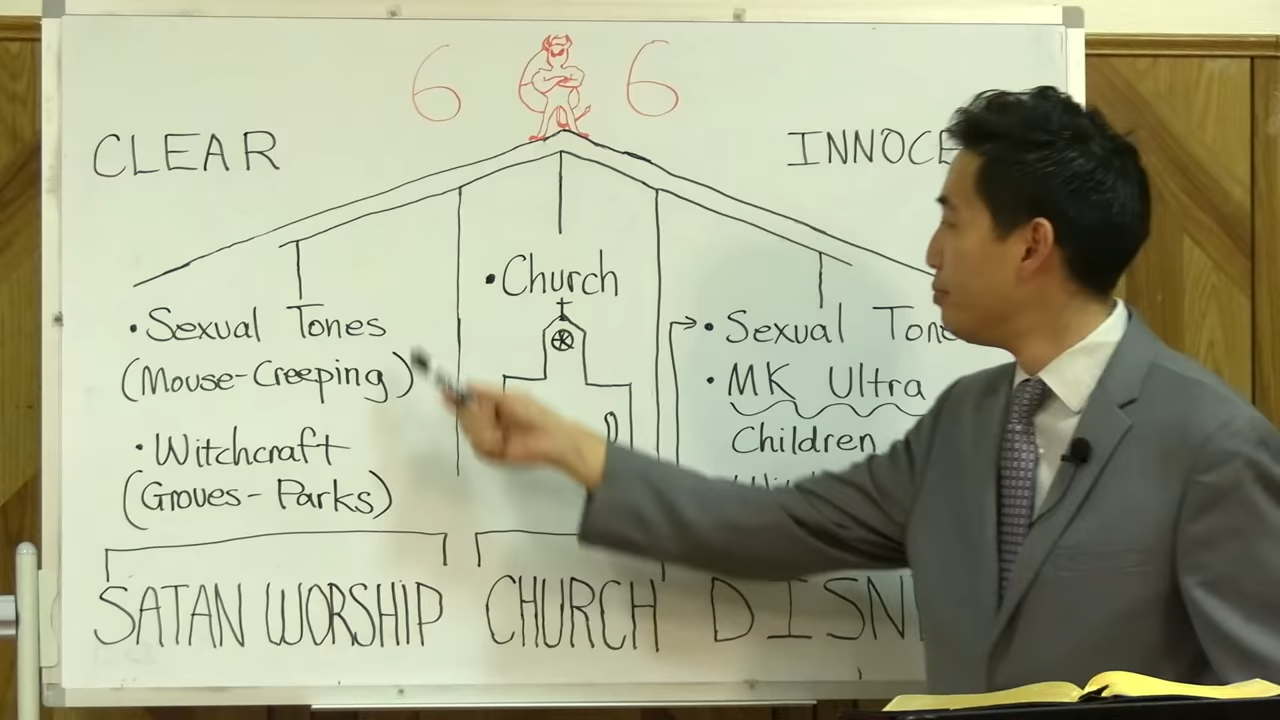 6 6
CLEAR
INNOCE
• Church
• Sexual Tones
(Mouse-Creeping)
• Witchcraft
(Groves - Parks)
• Sexual Tone
• MK Ultra
Children
SATAN WORSHIP
CHURCH
DISN